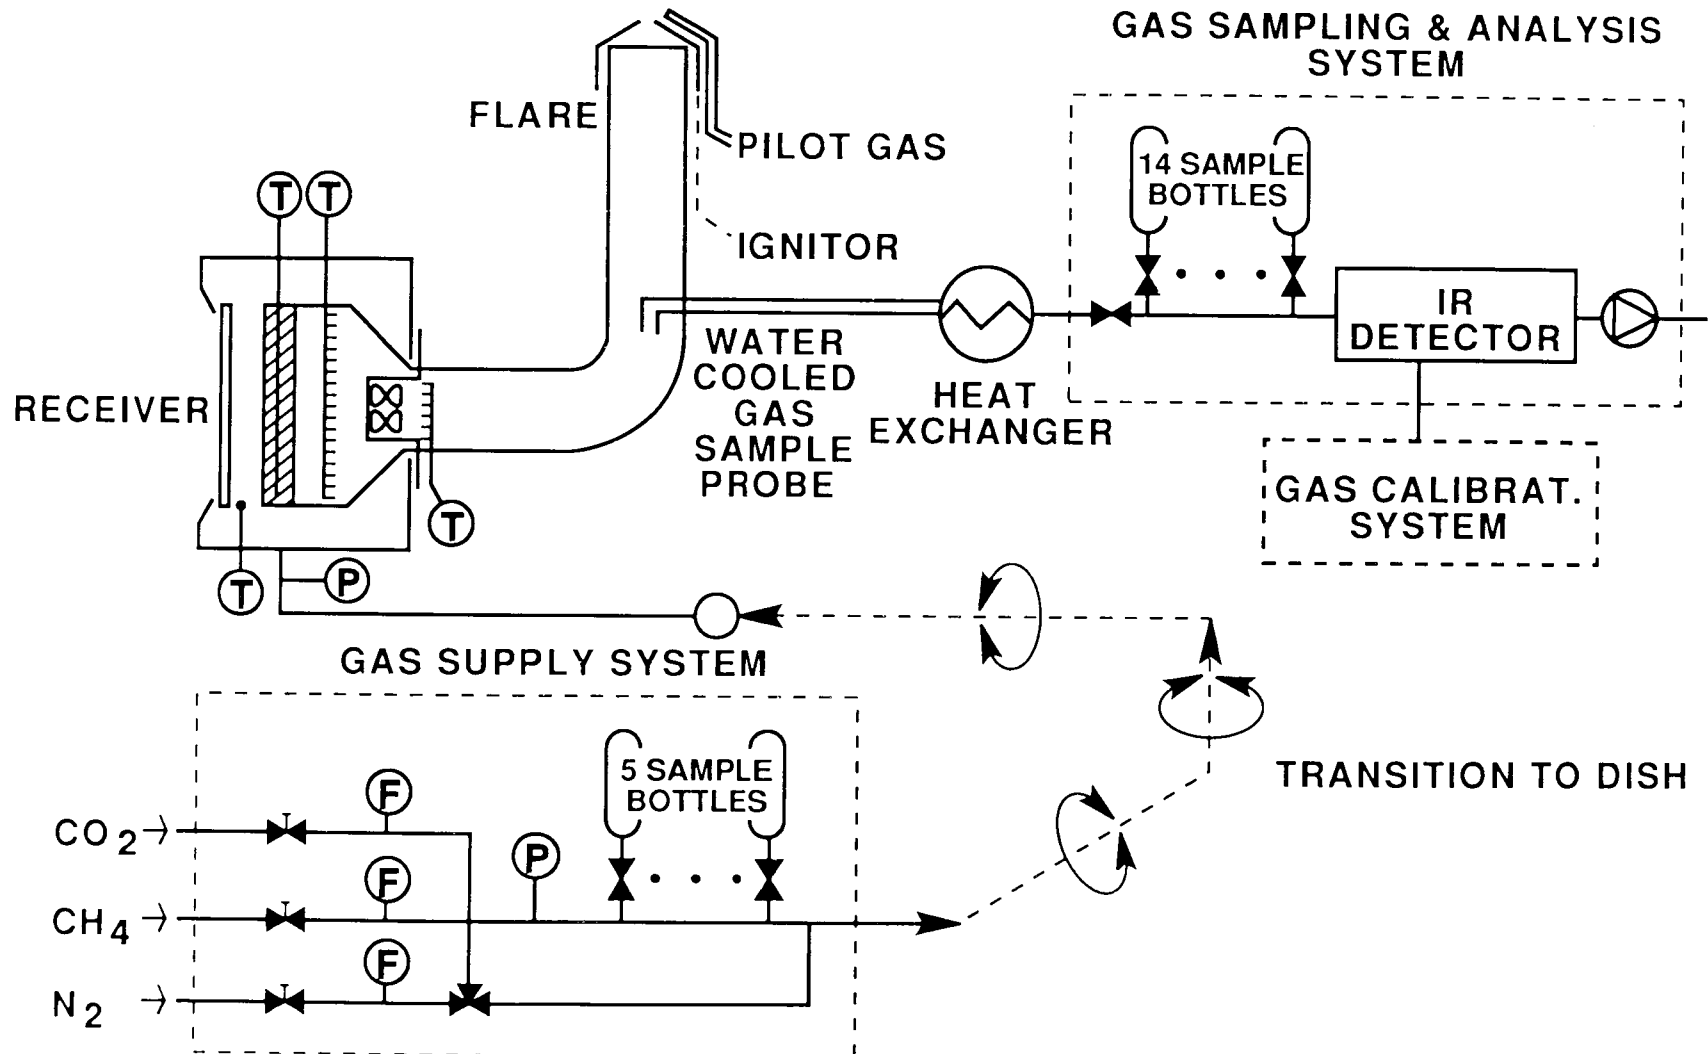 GAS SAMPLING & ANALYSIS
SYSTEM
FLARE
PILOT GAS
14 SAMPLE
BOTTLES
T
T
IGNITOR
IR
DETECTOR
WATER
COOLED
GAS
SAMPLE
PROBE
HEAT
EXCHANGER
RECEIVER
GAS CALIBRAT.
SYSTEM
T
T
P
GAS SUPPLY SYSTEM
5 SAMPLE
BOTTLES
TRANSITION TO DISH
F
CO2
P
F
CH4
F
N2